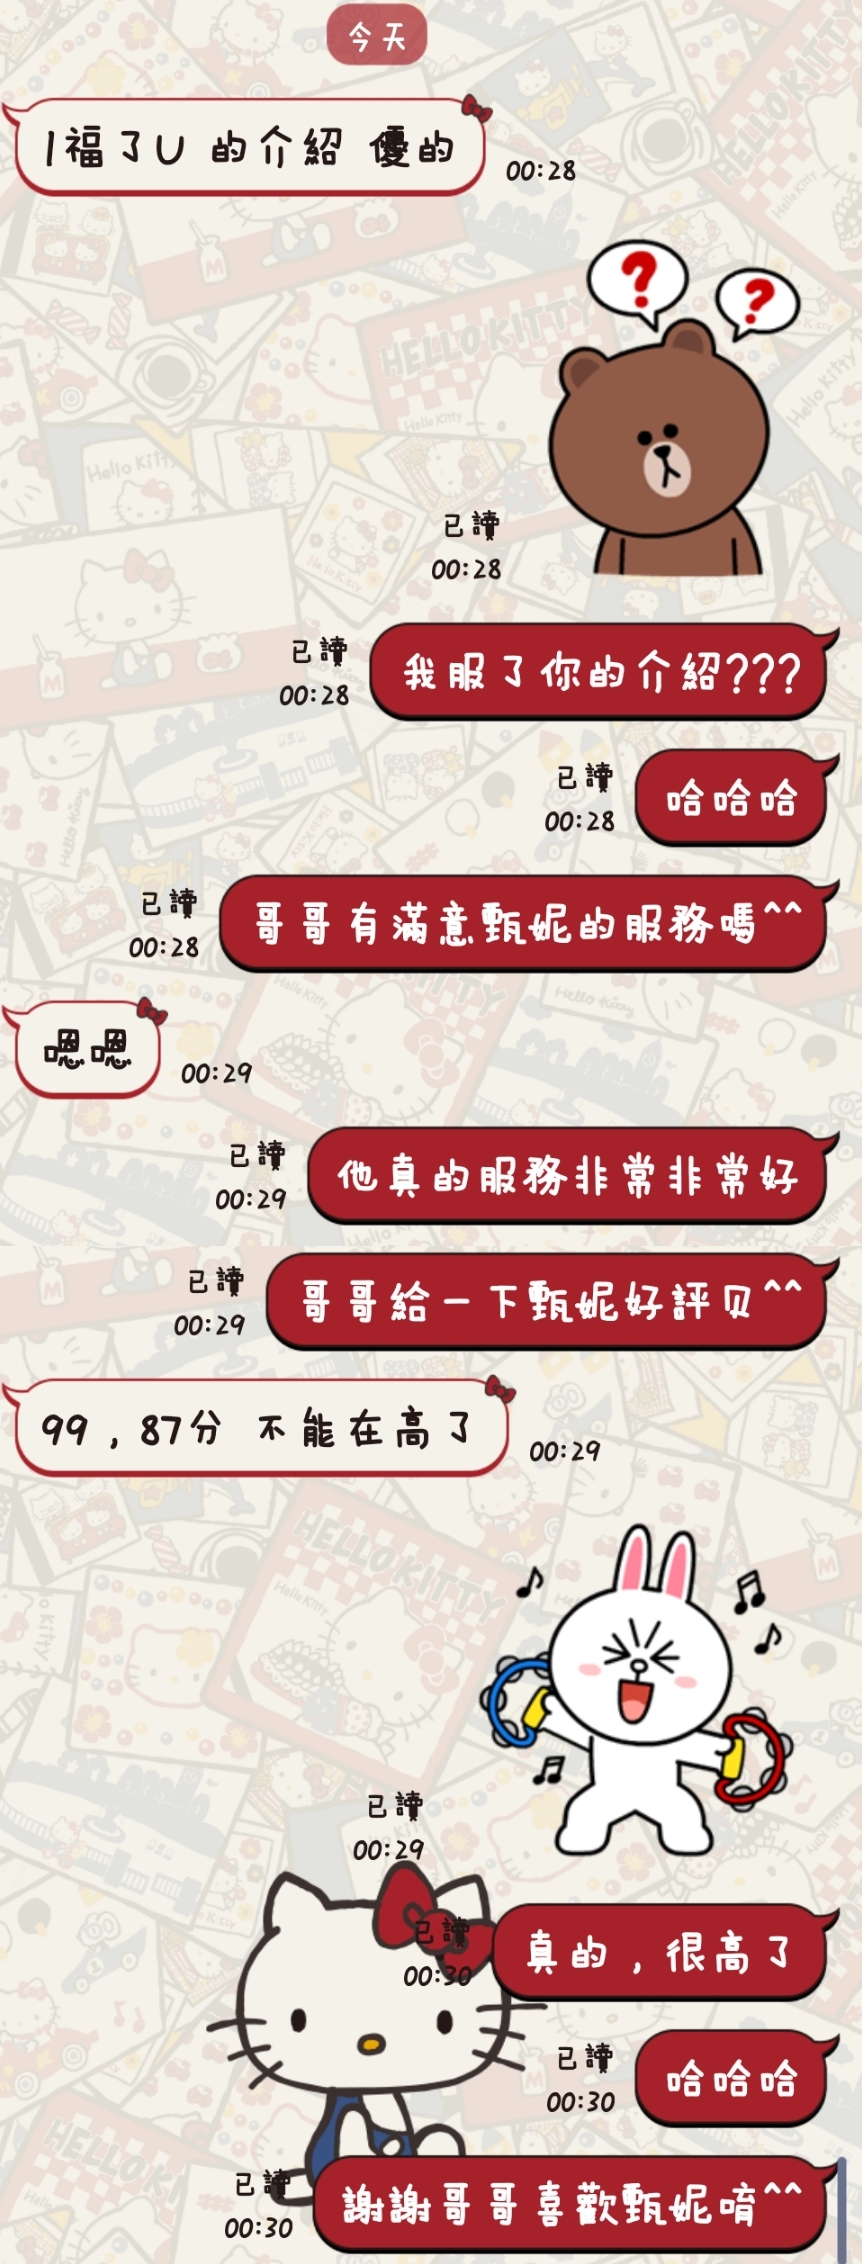 今天
1福了U 的介紹 優的
00:28
? ?
已讀
00:28
已讀
00:28
我服了你的介紹???
已讀
00:28
哈哈哈
已讀
00:28
哥哥有滿意甄妮的服務嗎^^
嗯嗯
00:29
已讀
00:29
他真的服務非常非常好
已讀
00:29
哥哥給一下甄妮好評贝^^
99，87分 不能在高了
00:29
已讀
00:29
已讀
00:30
真的，很高了
已讀
00:30
哈哈哈
已讀
00:30
謝謝哥哥喜歡甄妮唷^^
HELLO KITTY
Hello Kitty